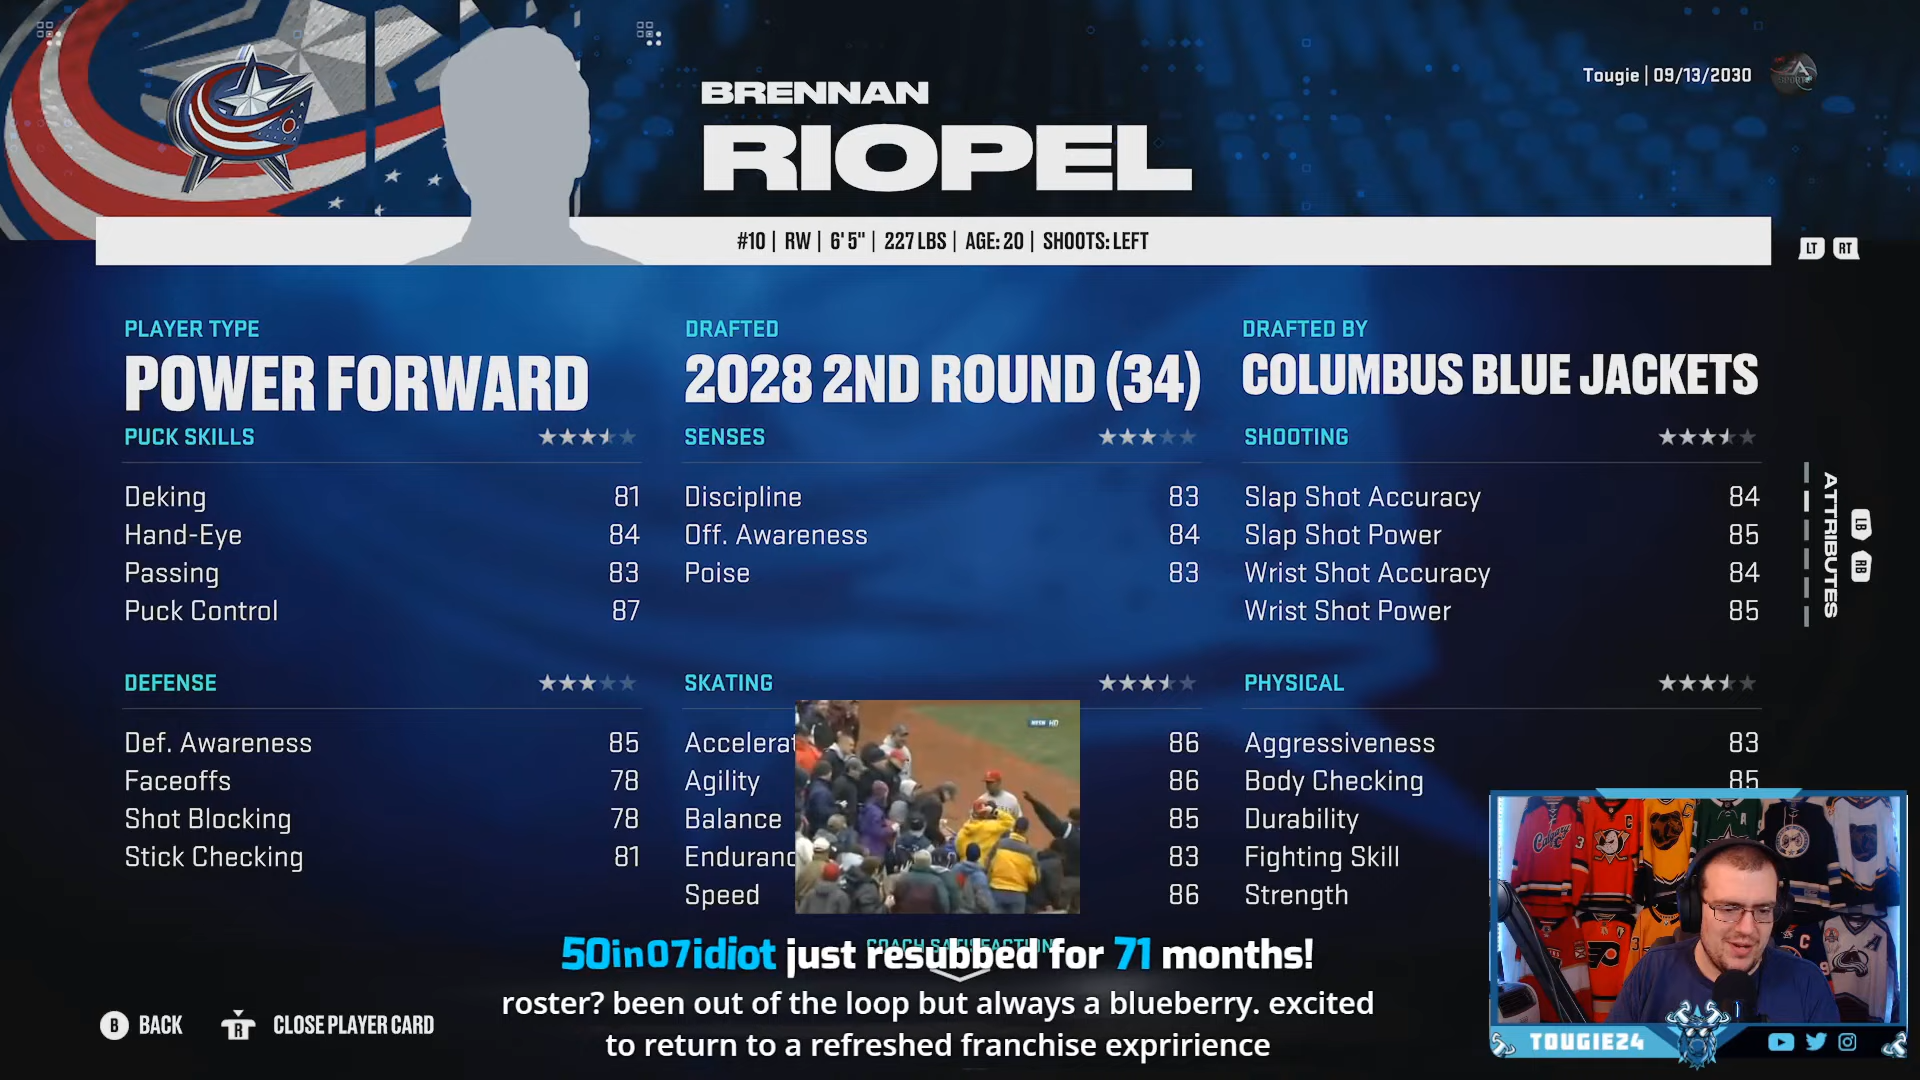 Tougie | 09/13/2030
BRENNAN
RIOPEL
#10 | RW | 6'5" | 227 LBS | AGE: 20 | SHOOTS: LEFT
LT RT
PLAYER TYPE
POWER FORWARD
DRAFTED
2028 2ND ROUND (34)
DRAFTED BY
COLUMBUS BLUE JACKETS
PUCK SKILLS
Deking 81
Hand-Eye 84
Passing 83
Puck Control 87
SENSES
Discipline 83
Off. Awareness 84
Poise 83
SHOOTING
Slap Shot Accuracy 84
Slap Shot Power 85
Wrist Shot Accuracy 84
Wrist Shot Power 85
ATTRIBUTES
LB RB
DEFENSE
Def. Awareness 85
Faceoffs 78
Shot Blocking 78
Stick Checking 81
SKATING
Accelerat 86
Agility 86
Balance 85
Enduranc 83
Speed 86
PHYSICAL
Aggressiveness 83
Body Checking 85
Durability
Fighting Skill
Strength
COACH SATISFACTION
50in07idiot just resubbed for 71 months!
roster? been out of the loop but always a blueberry. excited
to return to a refreshed franchise expririence
B BACK
R CLOSE PLAYER CARD
TOUGIE24